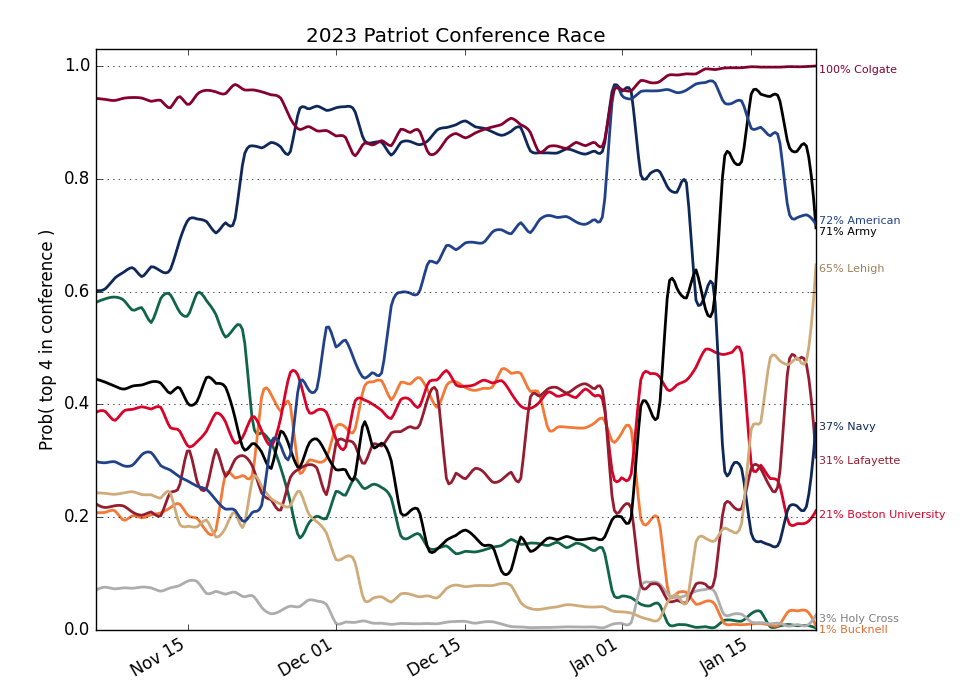 2023 Patriot Conference Race
Prob( top 4 in conference )
1.0
0.8
0.6
0.4
0.2
0.0
Nov 15
Dec 01
Dec 15
Jan 01
Jan 15
100% Colgate
72% American
71% Army
65% Lehigh
37% Navy
31% Lafayette
21% Boston University
3% Holy Cross
1% Bucknell